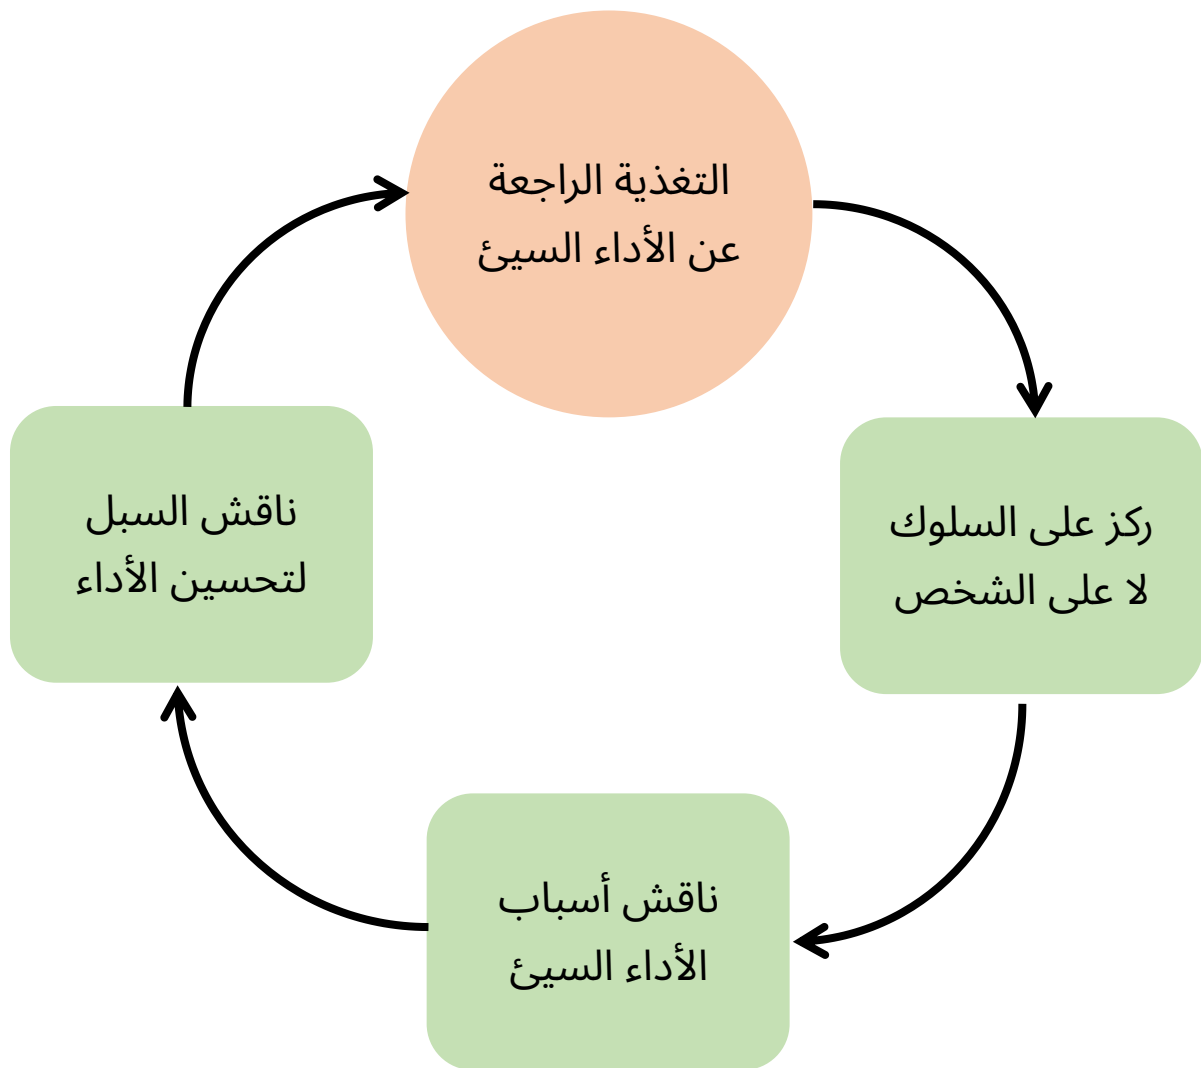 التغذية الراجعة
عن الأداء السيئ
ركز على السلوك
لا على الشخص
ناقش أسباب
الأداء السيئ
ناقش السبل
لتحسين الأداء